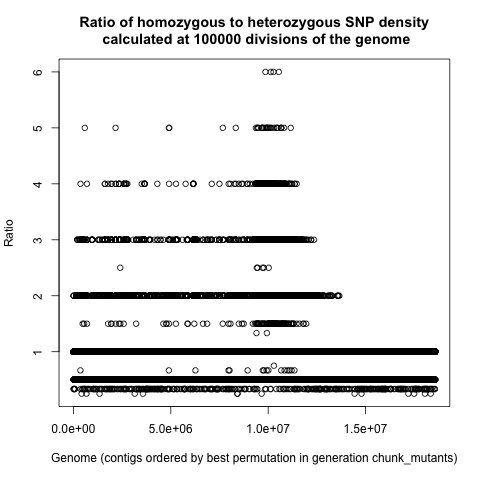 Ratio of homozygous to heterozygous SNP density
calculated at 100000 divisions of the genome
Ratio
6
5
4
3
2
1
0.0e+00 5.0e+06 1.0e+07 1.5e+07
Genome (contigs ordered by best permutation in generation chunk_mutants)